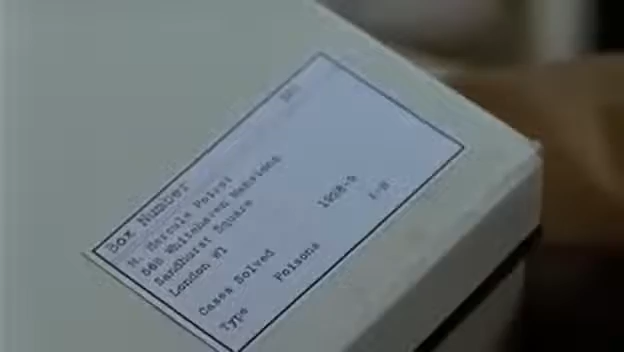 Box Number
M. Hercule Poirot
56B Whitehaven Mansions
Sandhurst Square
London W1
Cases Solved 1928-9
Type Poisons